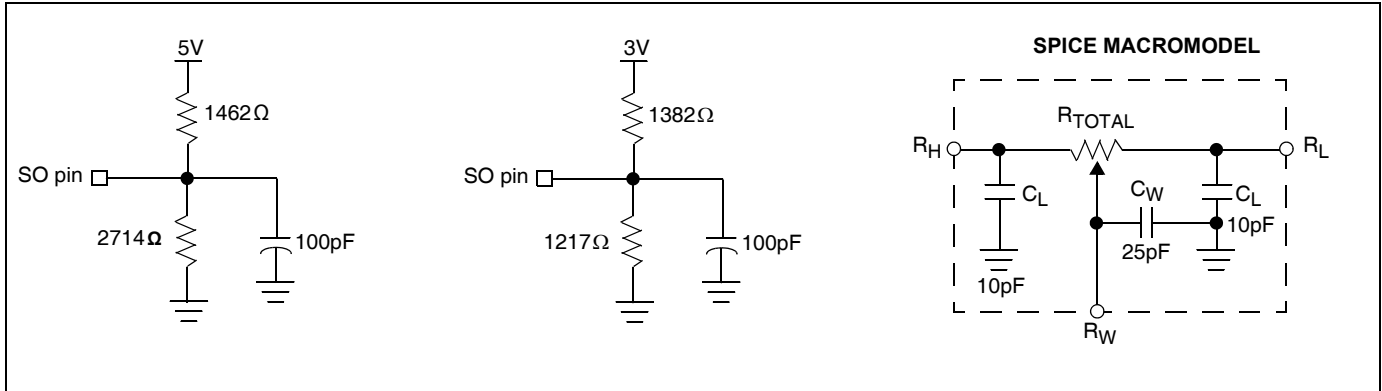 5V
1462Ω
SO pin
2714Ω
100pF
3V
1382Ω
SO pin
1217Ω
100pF
SPICE MACROMODEL
RTOTAL
RH
RL
CL
CW
CL
10pF
25pF
10pF
RW